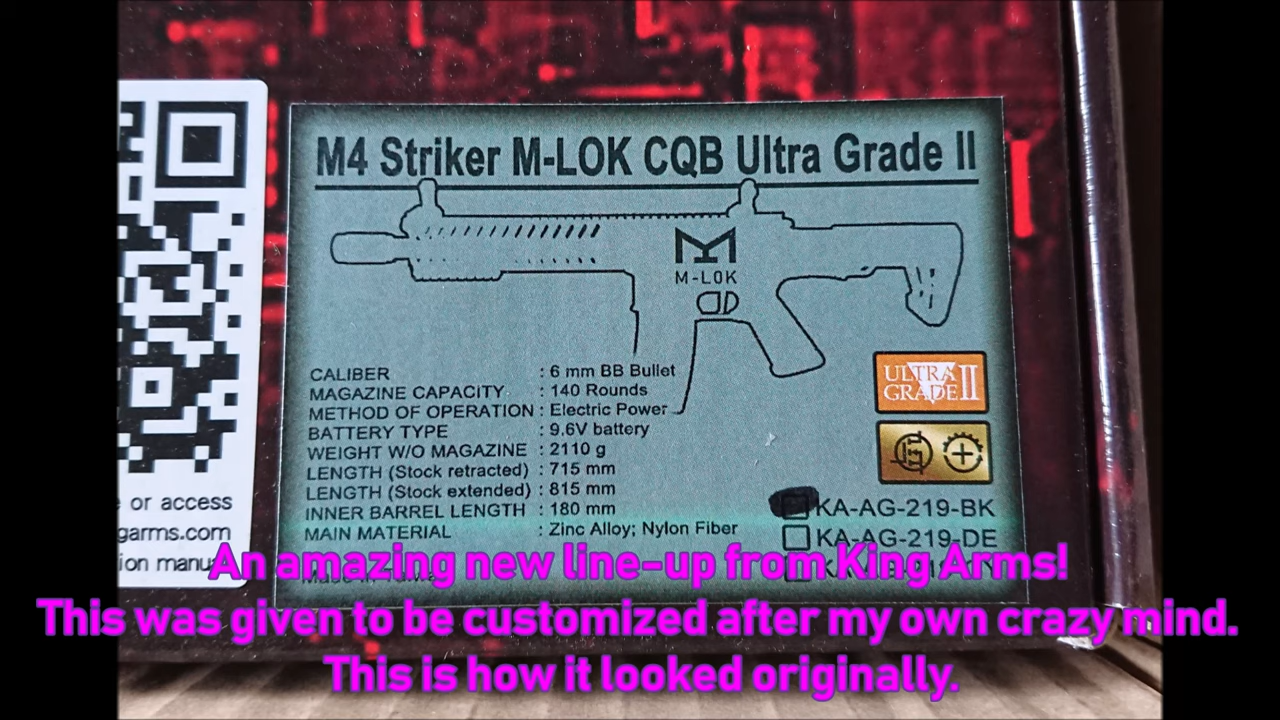 M4 Striker M-LOK CQB Ultra Grade II
M-LOK
CALIBER : 6 mm BB Bullet
MAGAZINE CAPACITY : 140 Rounds
METHOD OF OPERATION : Electric Power
BATTERY TYPE : 9.6V battery
WEIGHT W/O MAGAZINE : 2110 g
LENGTH (Stock retracted) : 715 mm
LENGTH (Stock extended) : 815 mm
INNER BARREL LENGTH : 180 mm
MAIN MATERIAL : Zinc Alloy; Nylon Fiber
ULTRA
GRADE II
KA-AG-219-BK
KA-AG-219-DE
or access
garms.com
ion manu
An amazing new line-up from King Arms!
This was given to be customized after my own crazy mind.
This is how it looked originally.